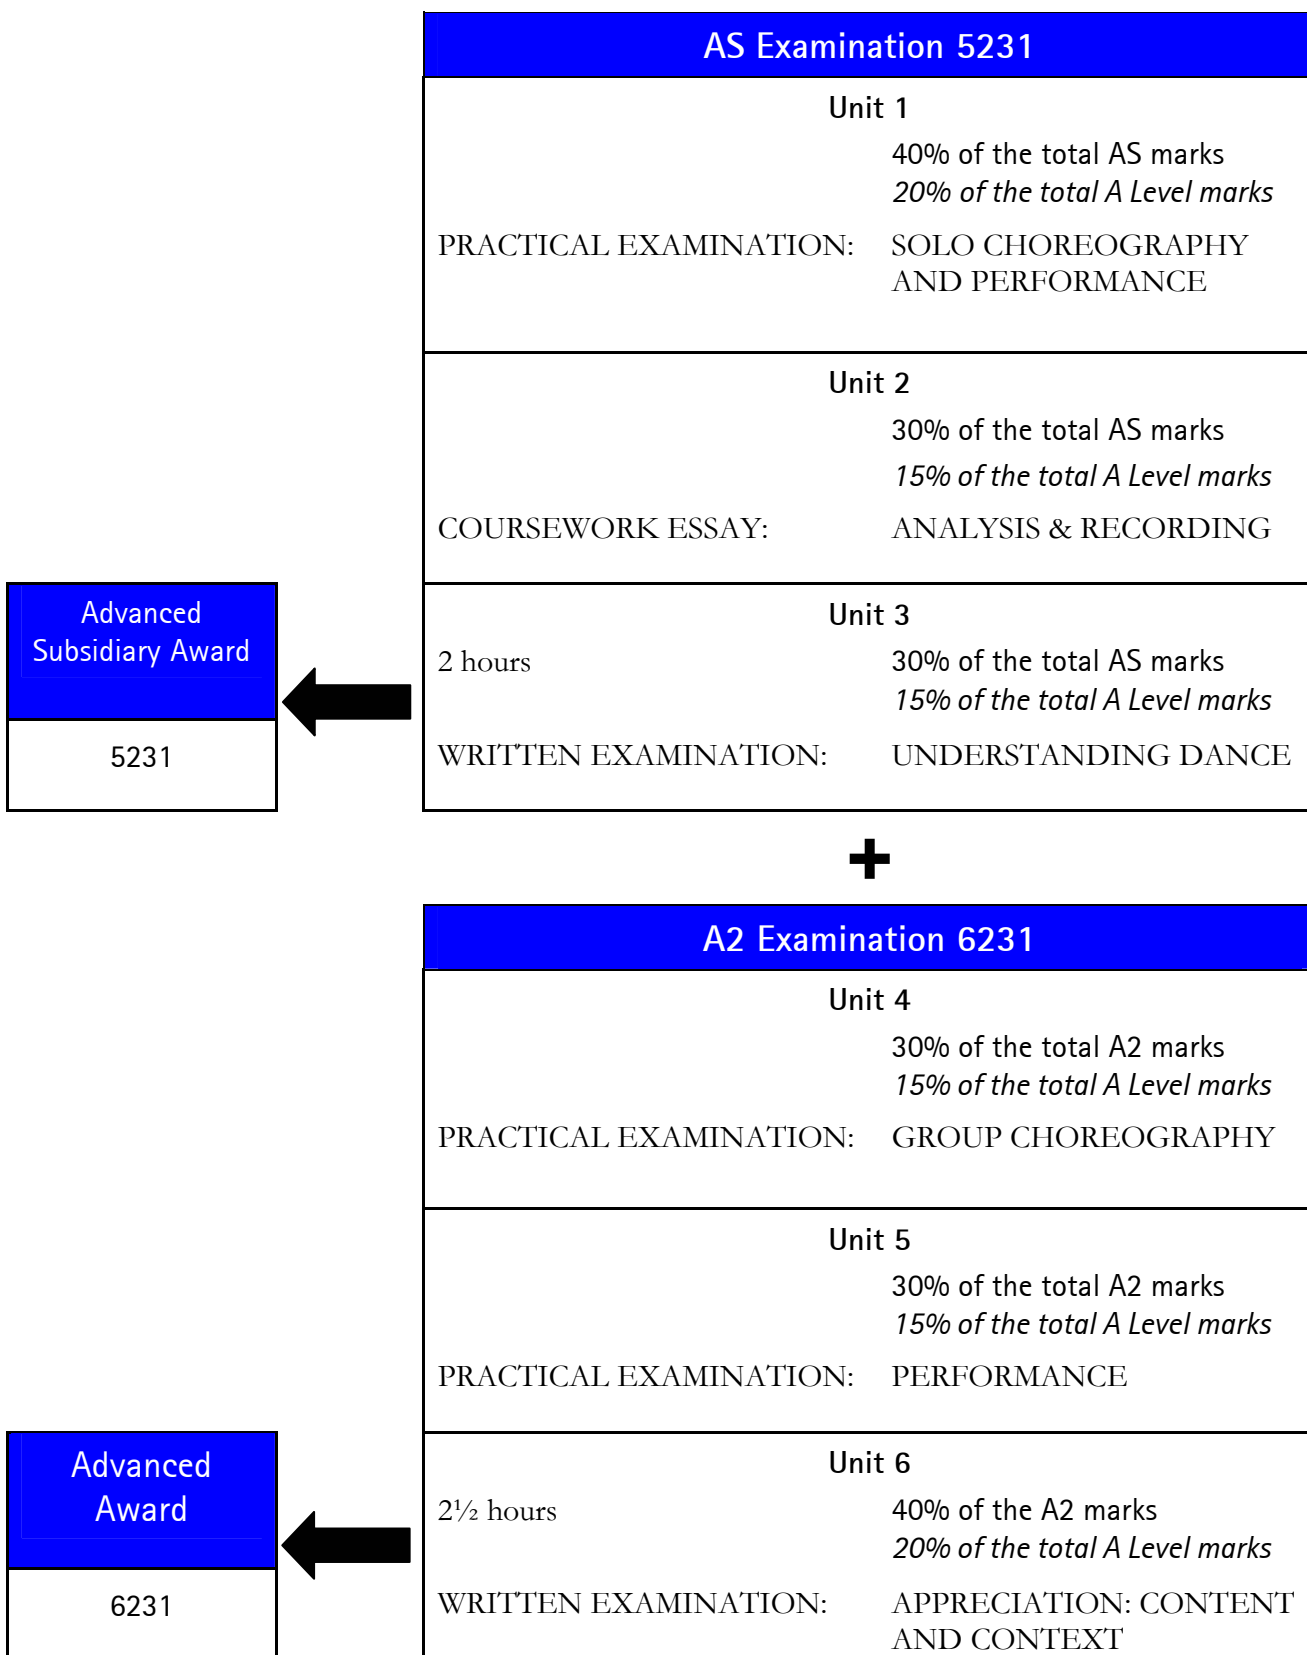 AS Examination 5231
Unit 1
40% of the total AS marks
20% of the total A Level marks
PRACTICAL EXAMINATION: SOLO CHOREOGRAPHY
AND PERFORMANCE
Unit 2
30% of the total AS marks
15% of the total A Level marks
COURSEWORK ESSAY: ANALYSIS & RECORDING
Advanced
Subsidiary Award
5231
Unit 3
2 hours 30% of the total AS marks
15% of the total A Level marks
WRITTEN EXAMINATION: UNDERSTANDING DANCE
+
A2 Examination 6231
Unit 4
30% of the total A2 marks
15% of the total A Level marks
PRACTICAL EXAMINATION: GROUP CHOREOGRAPHY
Unit 5
30% of the total A2 marks
15% of the total A Level marks
PRACTICAL EXAMINATION: PERFORMANCE
Advanced
Award
6231
Unit 6
2½ hours 40% of the A2 marks
20% of the total A Level marks
WRITTEN EXAMINATION: APPRECIATION: CONTENT
AND CONTEXT